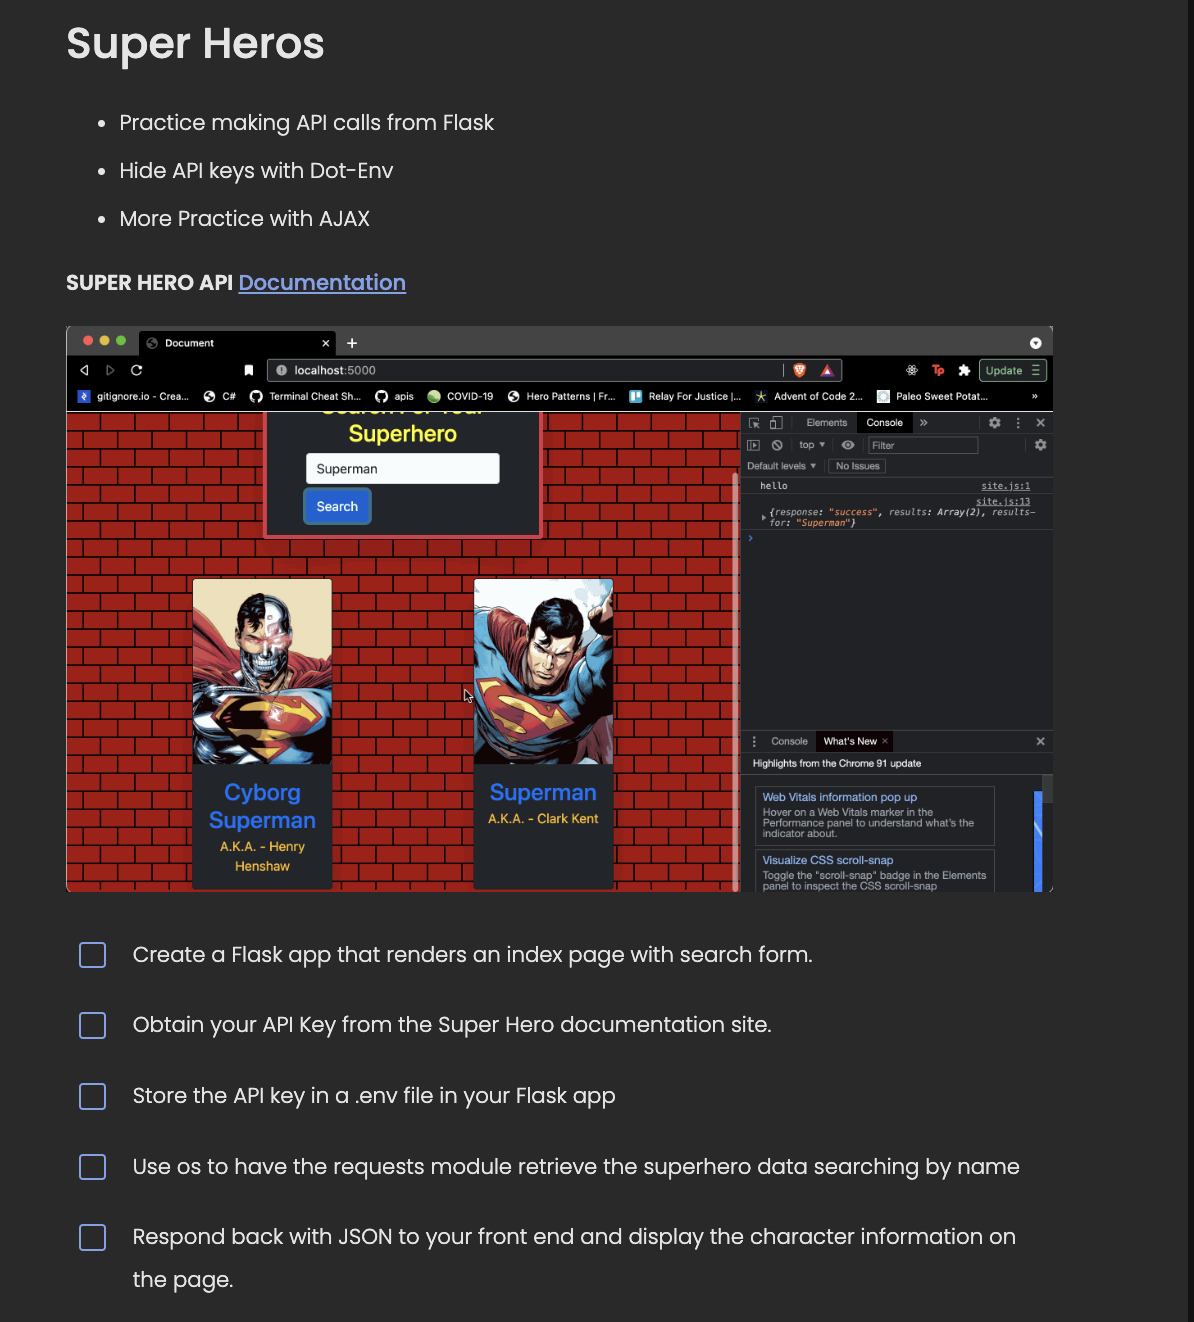 Super Heros
Practice making API calls from Flask
Hide API keys with Dot-Env
More Practice with AJAX
SUPER HERO API Documentation
Document
localhost:5000
Update
gitignore.io - Crea...
C#
Terminal Cheat Sh...
apis
COVID-19
Hero Patterns | Fr...
Relay For Justice |...
Advent of Code 2...
Paleo Sweet Potat...
»
Search For Your
Superhero
Superman
Search
Cyborg
Superman
A.K.A. - Henry
Henshaw
Superman
A.K.A. - Clark Kent
Elements Console »
top Filter
Default levels No Issues
hello site.js:1
site.js:13
{response: "success", results: Array(2), results-
for: "Superman"}
Console What's New
Highlights from the Chrome 91 update
Web Vitals information pop up
Hover on a Web Vitals marker in the
Performance panel to understand what's the
indicator about.
Visualize CSS scroll-snap
Toggle the "scroll-snap" badge in the Elements
panel to inspect the CSS scroll-snap
Create a Flask app that renders an index page with search form.
Obtain your API Key from the Super Hero documentation site.
Store the API key in a .env file in your Flask app
Use os to have the requests module retrieve the superhero data searching by name
Respond back with JSON to your front end and display the character information on
the page.